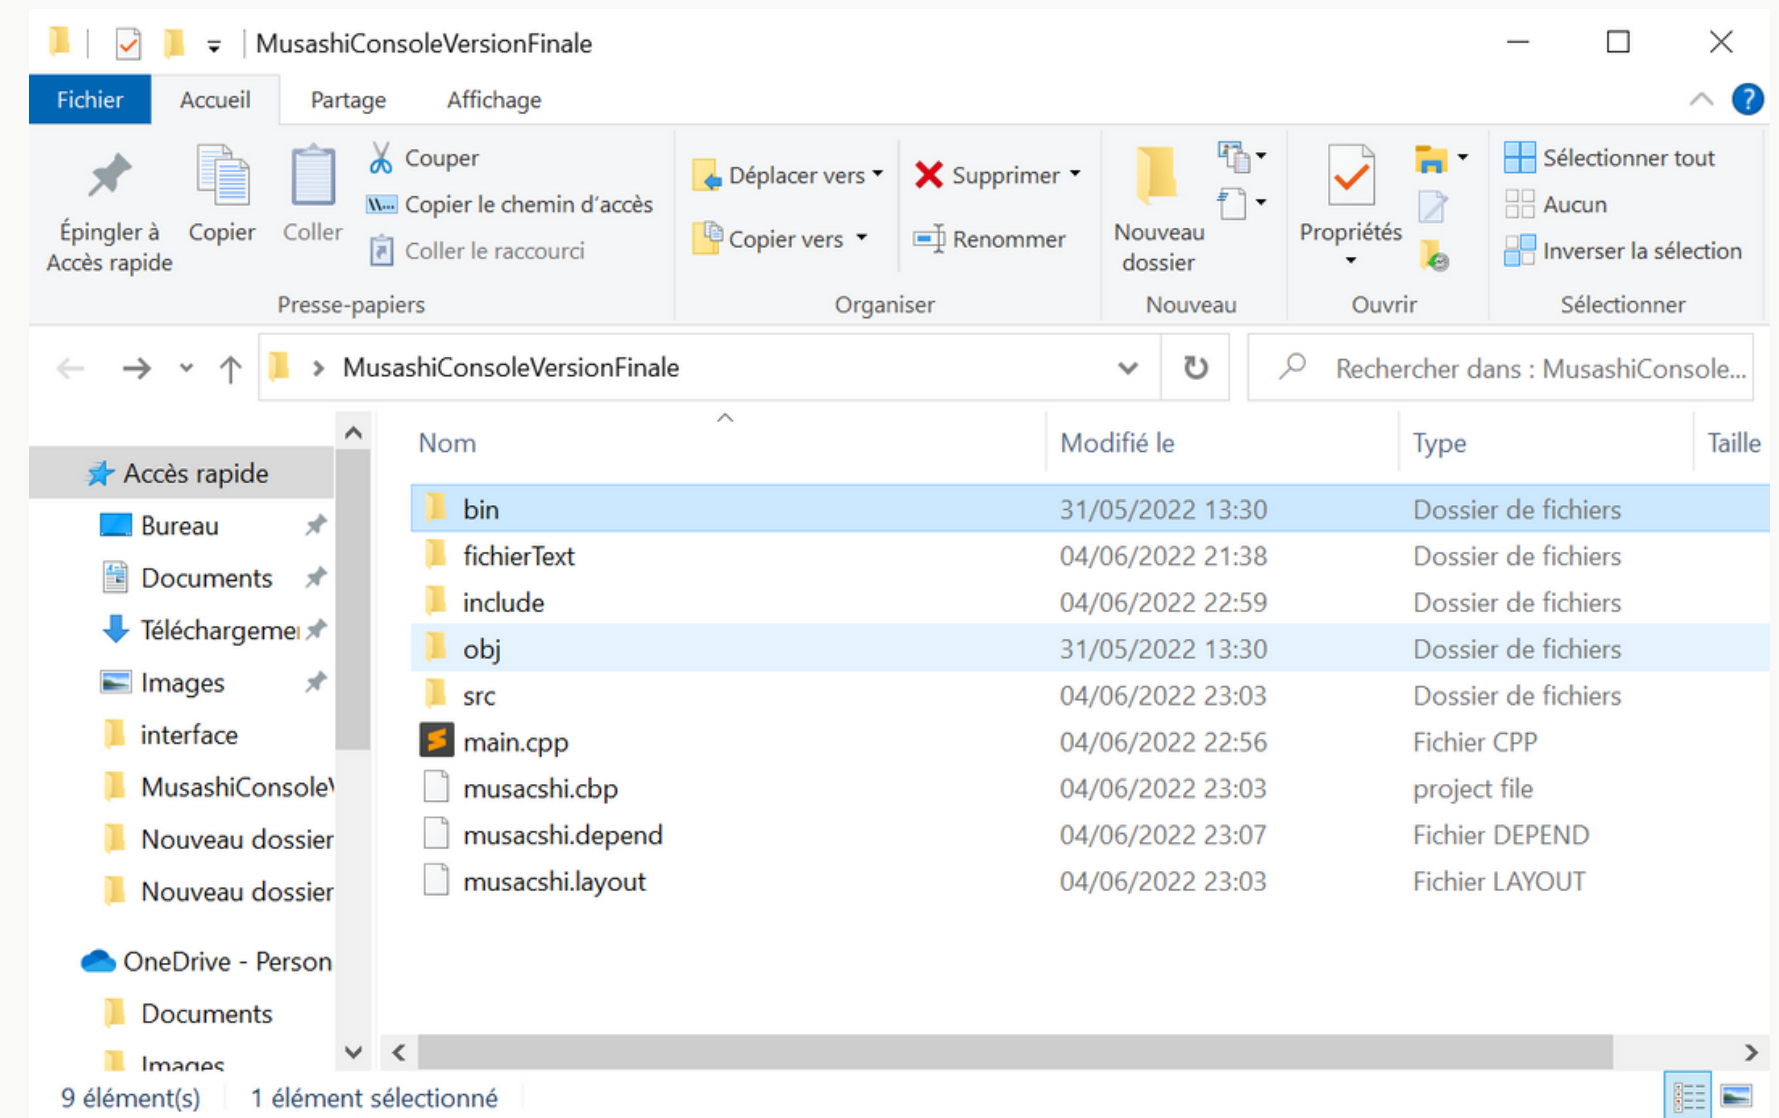 MusashiConsoleVersionFinale
Fichier Accueil Partage Affichage
Épingler à Accès rapide
Copier
Coller
Couper
Copier le chemin d'accès
Coller le raccourci
Presse-papiers
Déplacer vers
Copier vers
Supprimer
Renommer
Organiser
Nouveau dossier
Nouveau
Propriétés
Ouvrir
Sélectionner tout
Aucun
Inverser la sélection
Sélectionner
MusashiConsoleVersionFinale
Rechercher dans : MusashiConsole...
Accès rapide
Bureau
Documents
Téléchargemei
Images
interface
MusashiConsole
Nouveau dossier
Nouveau dossier
OneDrive - Person
Documents
Images
Nom Modifié le Type Taille
bin 31/05/2022 13:30 Dossier de fichiers
fichierText 04/06/2022 21:38 Dossier de fichiers
include 04/06/2022 22:59 Dossier de fichiers
obj 31/05/2022 13:30 Dossier de fichiers
src 04/06/2022 23:03 Dossier de fichiers
main.cpp 04/06/2022 22:56 Fichier CPP
musacshi.cbp 04/06/2022 23:03 project file
musacshi.depend 04/06/2022 23:07 Fichier DEPEND
musacshi.layout 04/06/2022 23:03 Fichier LAYOUT
9 élément(s) 1 élément sélectionné